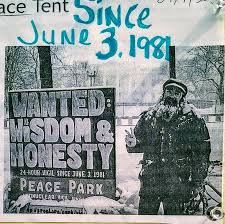 ace Tent
SINCE
JUNE 3, 1981
WANTED:
WISDOM &
HONESTY
24-HOUR VIGIL SINCE JUNE 3, 1981
PEACE PARK